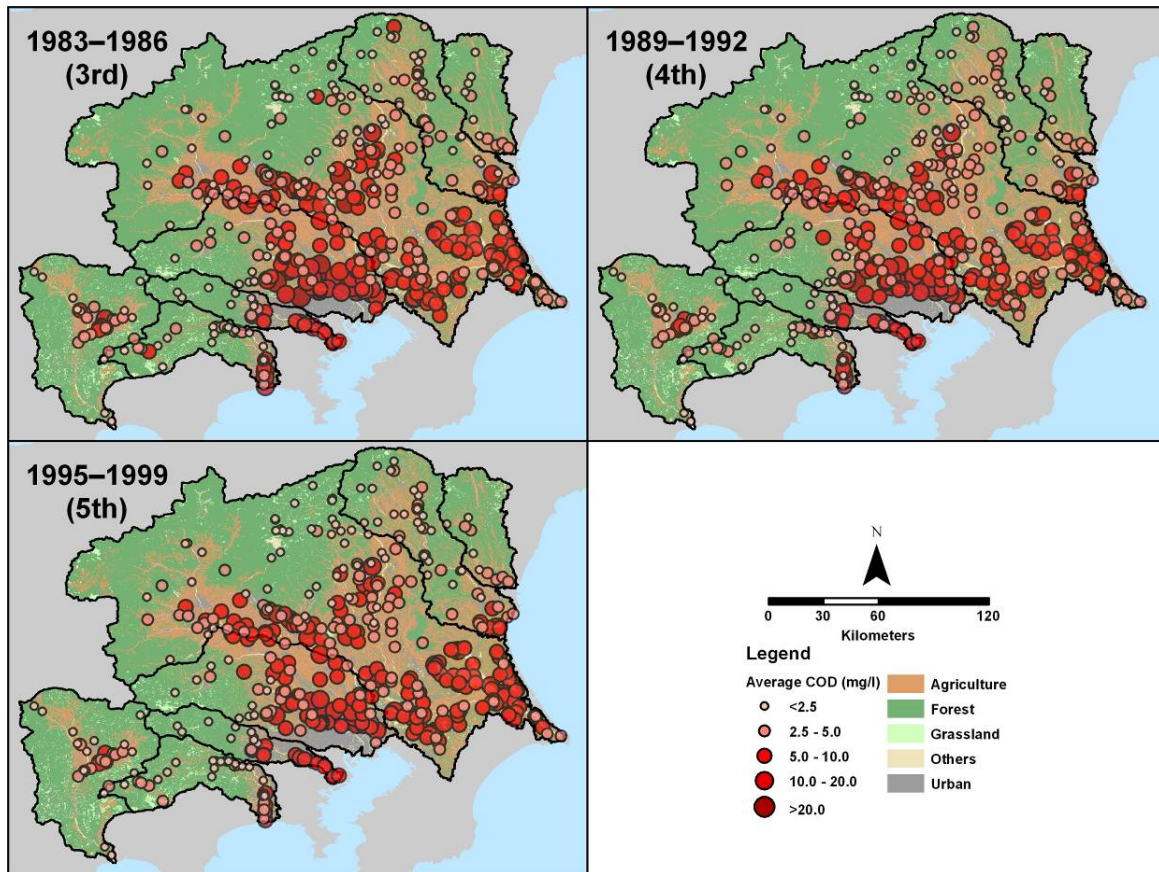 1983–1986
(3rd)
1989–1992
(4th)
1995–1999
(5th)
N
0 30 60 120
Kilometers
Legend
Average COD (mg/l)
<2.5
2.5 - 5.0
5.0 - 10.0
10.0 - 20.0
>20.0
Agriculture
Forest
Grassland
Others
Urban